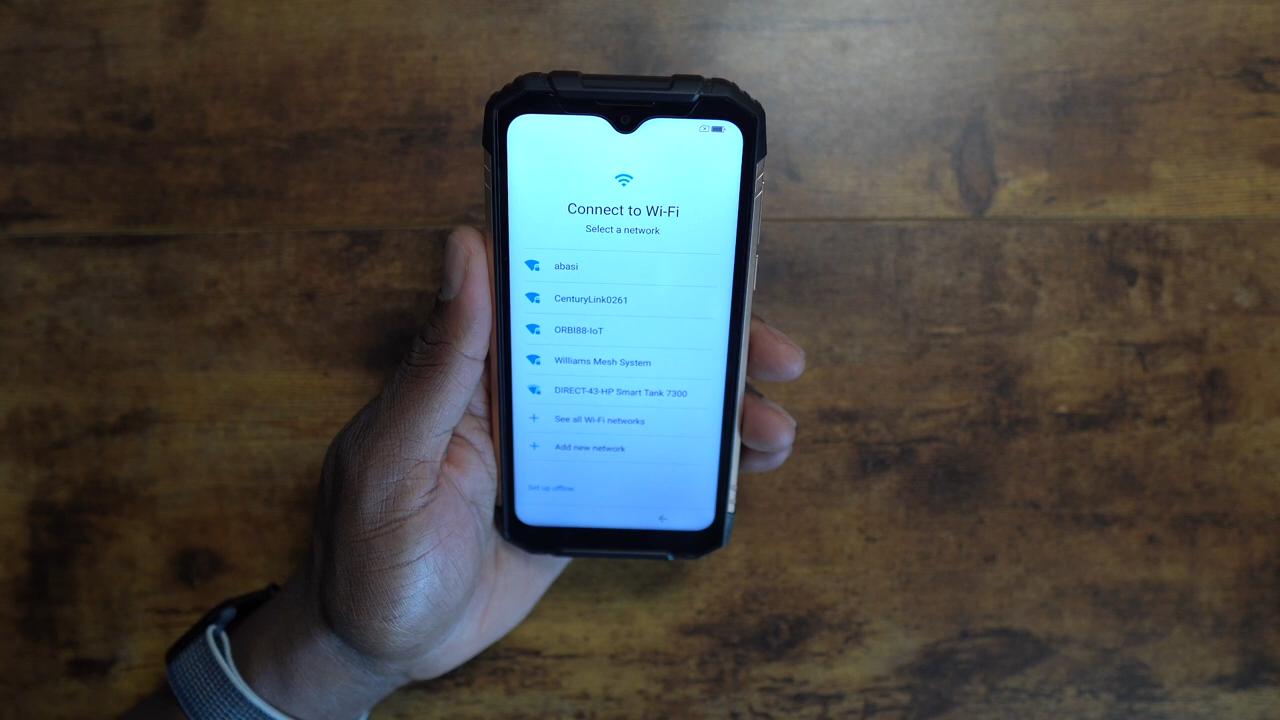 Connect to Wi-Fi
Select a network
abasi
CenturyLink0261
ORBI88-IoT
Williams Mesh System
DIRECT-43-HP Smart Tank 7300
See all Wi-Fi networks
Add new network
Set up offline